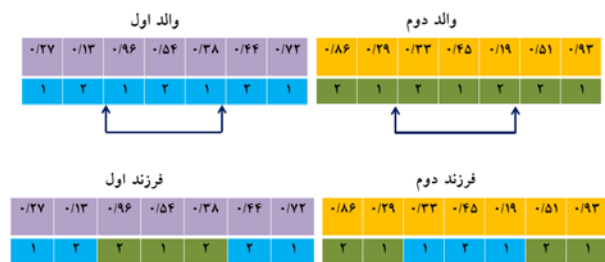 والد اول
۰/۲۷ ۰/۱۳ ۰/۹۶ ۰/۵۴ ۰/۳۸ ۰/۴۴ ۰/۷۲
۱ ۲ ۱ ۲ ۱ ۲ ۱
والد دوم
۰/۸۶ ۰/۲۹ ۰/۳۳ ۰/۴۵ ۰/۱۹ ۰/۵۱ ۰/۹۳
۲ ۱ ۲ ۱ ۲ ۲ ۱
فرزند اول
۰/۲۷ ۰/۱۳ ۰/۹۶ ۰/۵۴ ۰/۳۸ ۰/۴۴ ۰/۷۲
۱ ۲ ۲ ۱ ۲ ۲ ۱
فرزند دوم
۰/۸۶ ۰/۲۹ ۰/۳۳ ۰/۴۵ ۰/۱۹ ۰/۵۱ ۰/۹۳
۲ ۱ ۱ ۲ ۱ ۲ ۱